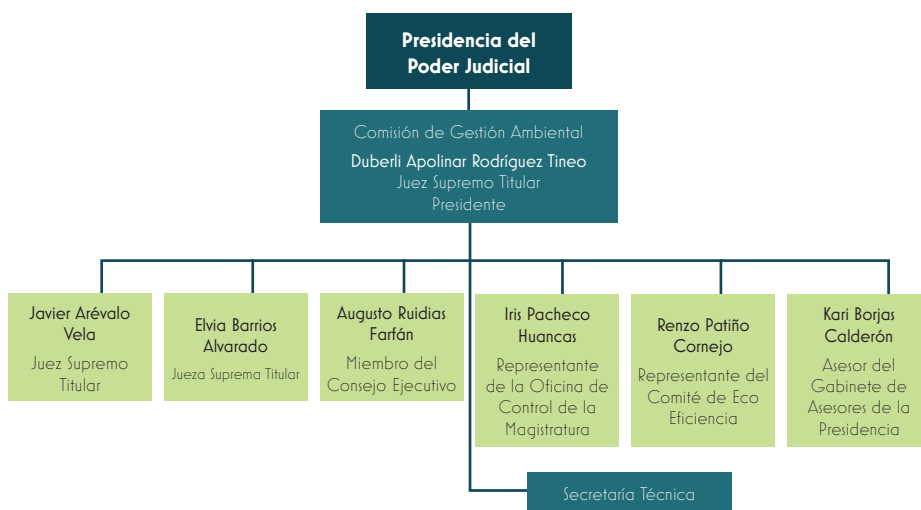 Presidencia del
Poder Judicial
Comisión de Gestión Ambiental
Duberli Apolinar Rodríguez Tineo
Juez Supremo Titular
Presidente
Javier Arévalo
Vela
Juez Supremo
Titular
Elvia Barrios
Alvarado
Jueza Suprema Titular
Augusto Ruidias
Farfán
Miembro del
Consejo Ejecutivo
Iris Pacheco
Huancas
Representante
de la Oficina de
Control de la
Magistratura
Renzo Patiño
Cornejo
Representante del
Comité de Eco
Eficiencia
Kari Borjas
Calderón
Asesor del
Gabinete de
Asesores de la
Presidencia
Secretaría Técnica